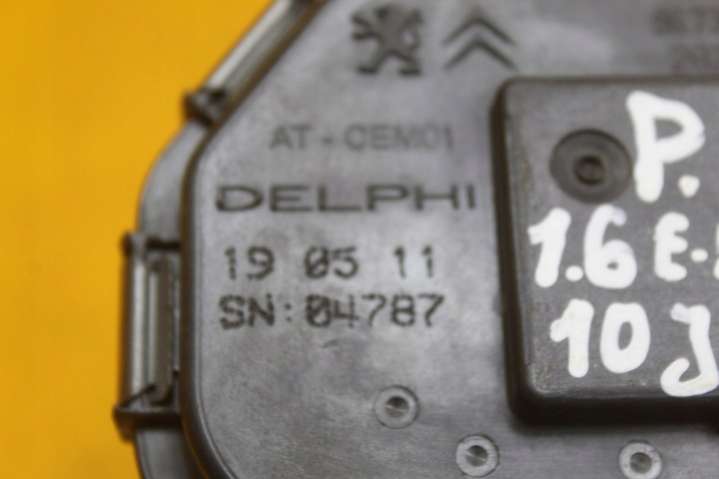 AT-CEM01
DELPHI
19 05 11
SN:04787
P.
1.6 E-
10 J